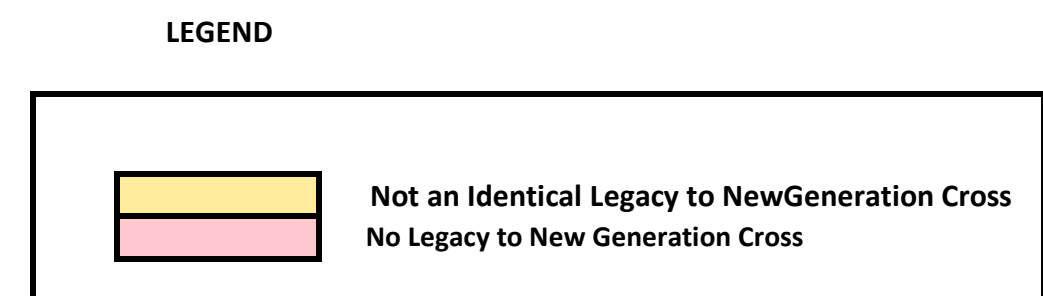 LEGEND
Not an Identical Legacy to NewGeneration Cross
No Legacy to New Generation Cross